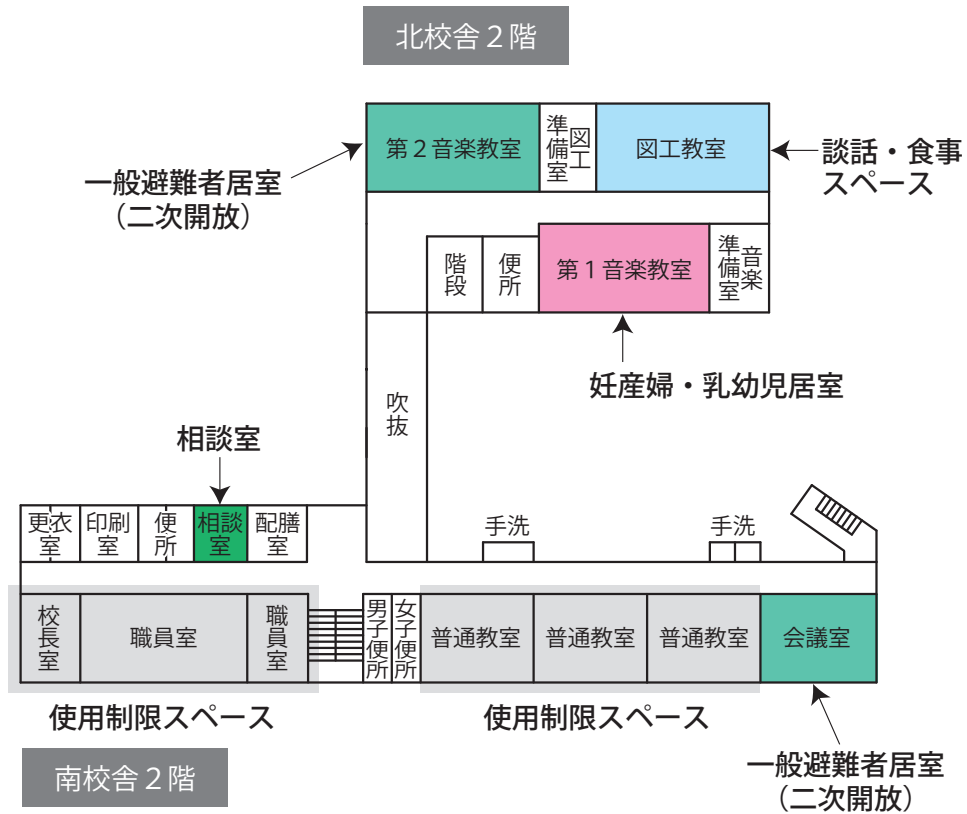 北校舎２階
第２音楽教室
図工
準備室
図工教室
一般避難者居室
（二次開放）
談話・食事
スペース
階段
便所
第１音楽教室
音楽
準備室
妊産婦・乳幼児居室
吹抜
相談室
更衣
室
印刷
室
便所
相談
室
配膳
室
手洗
手洗
校長室
職員室
職員室
男子便所
女子便所
普通教室
普通教室
普通教室
会議室
使用制限スペース
使用制限スペース
一般避難者居室
（二次開放）
南校舎２階